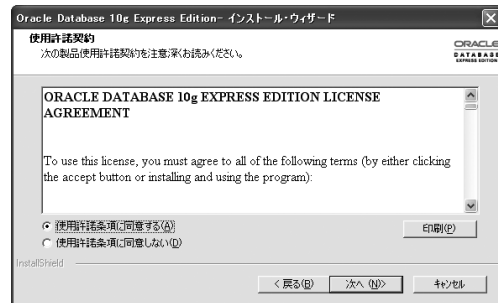 Oracle Database 10g Express Edition- インストール・ウィザード
使用許諾契約
次の製品使用許諾契約を注意深くお読みください。
ORACLE
DATABASE
EXPRESS EDITION
ORACLE DATABASE 10g EXPRESS EDITION LICENSE
AGREEMENT
To use this license, you must agree to all of the following terms (by either clicking
the accept button or installing and using the program):
使用許諾条項に同意する(A)
使用許諾条項に同意しない(D)
印刷(P)
InstallShield
< 戻る(B)
次へ (N)>
キャンセル